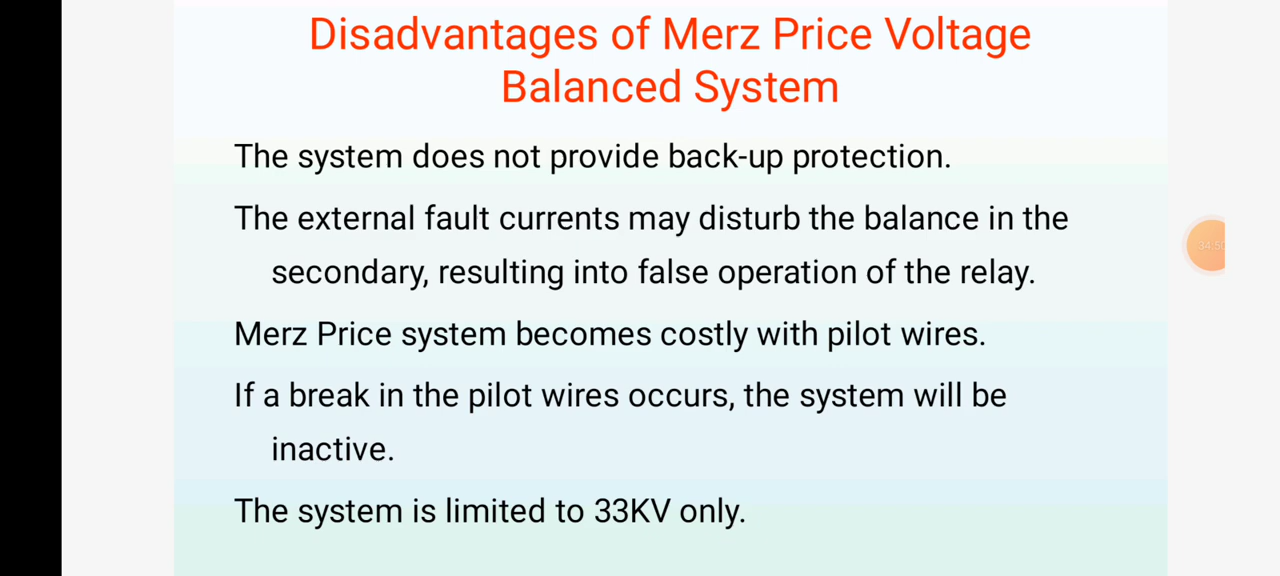 Disadvantages of Merz Price Voltage
Balanced System
The system does not provide back-up protection.
The external fault currents may disturb the balance in the
secondary, resulting into false operation of the relay.
Merz Price system becomes costly with pilot wires.
If a break in the pilot wires occurs, the system will be
inactive.
The system is limited to 33KV only.